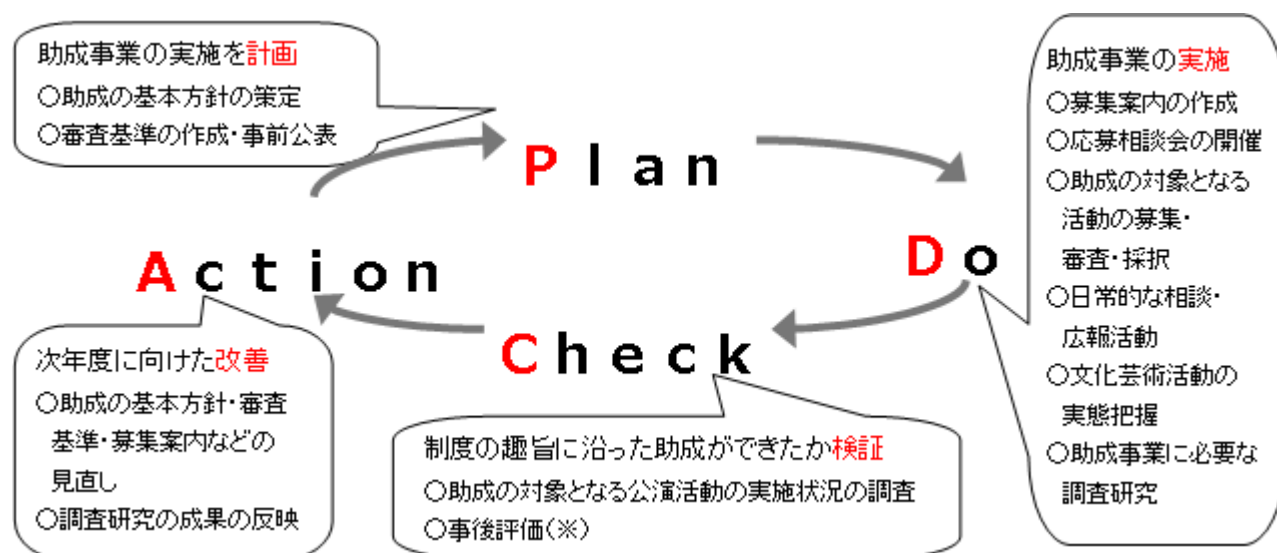 助成事業の実施を計画
○助成の基本方針の策定
○審査基準の作成・事前公表
Plan
助成事業の実施
○募集案内の作成
○応募相談会の開催
○助成の対象となる
活動の募集・
審査・採択
○日常的な相談・
広報活動
○文化芸術活動の
実態把握
○助成事業に必要な
調査研究
Do
Check
制度の趣旨に沿った助成ができたか検証
○助成の対象となる公演活動の実施状況の調査
○事後評価(※)
Action
次年度に向けた改善
○助成の基本方針・審査
基準・募集案内などの
見直し
○調査研究の成果の反映